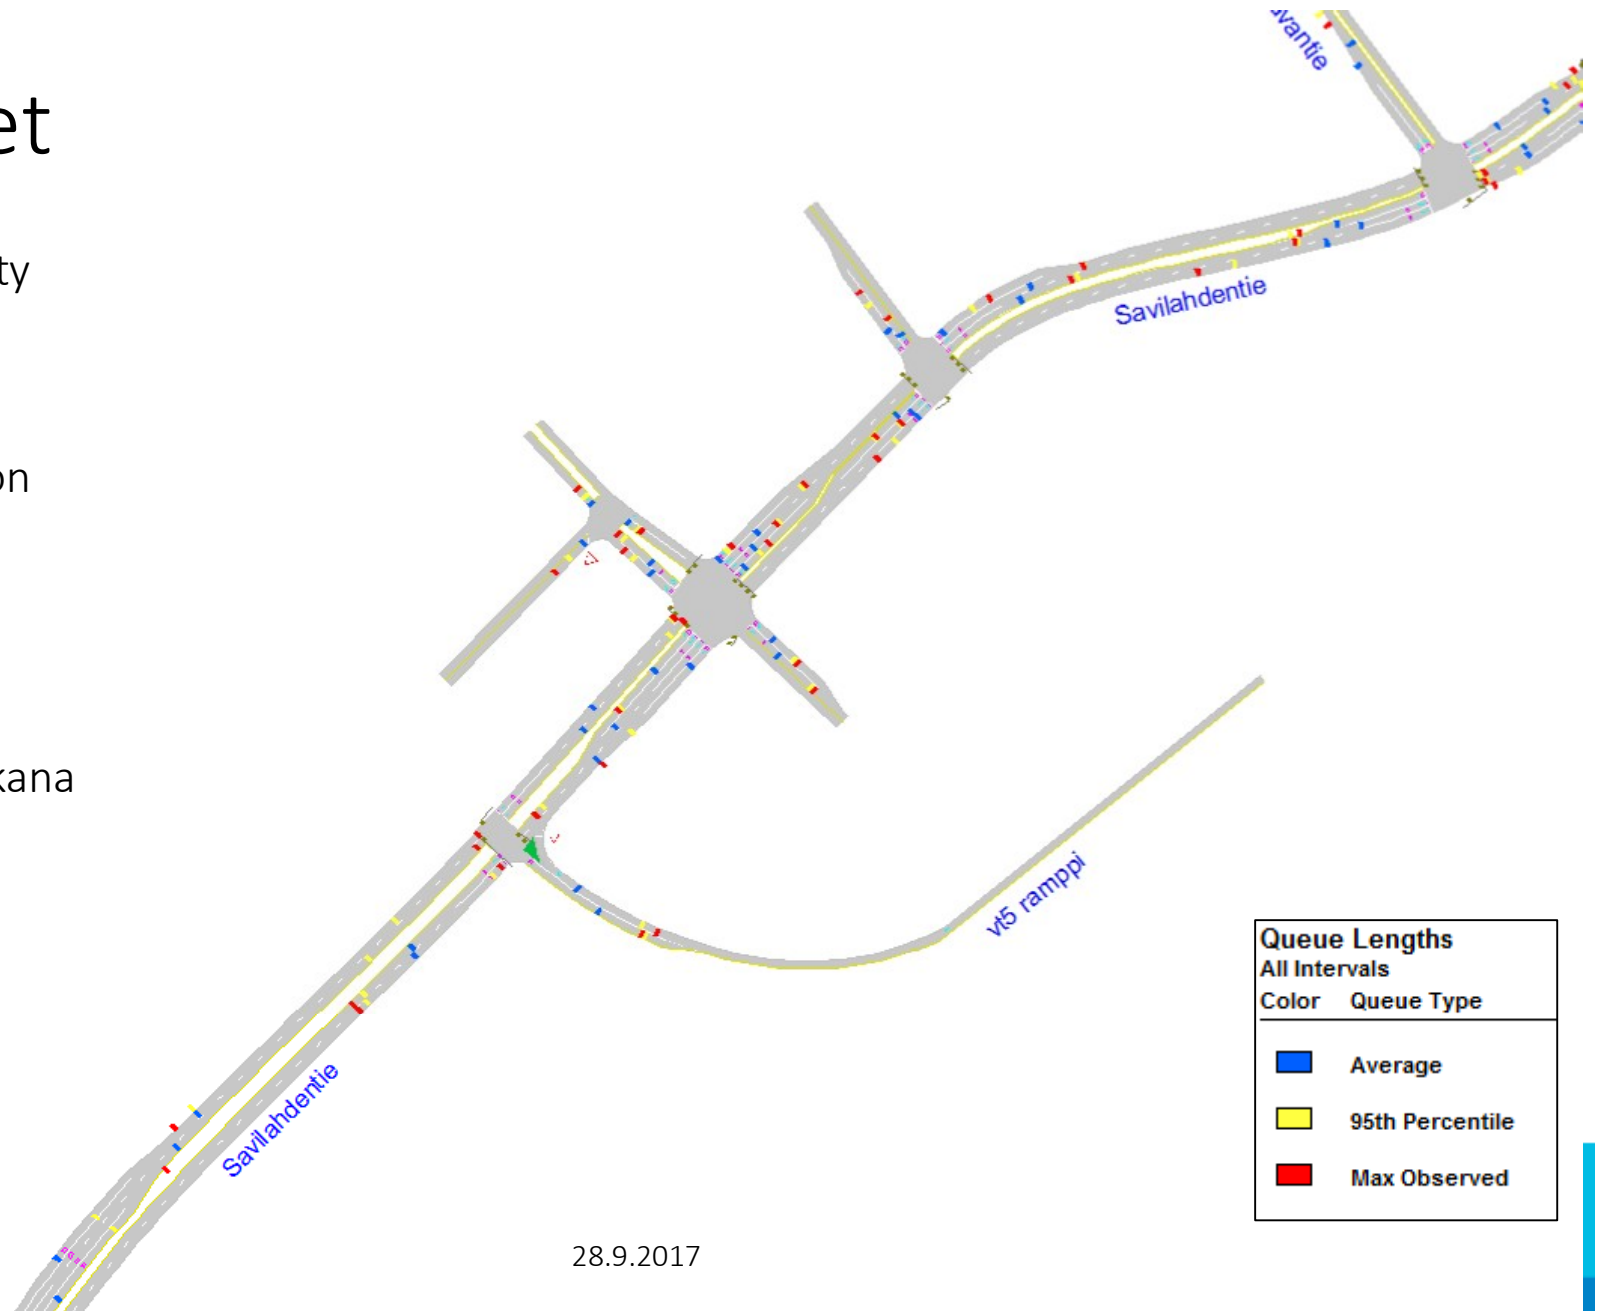 et
ty
on
kana
avantie
Savilahdentie
vt5 ramppi
Savilahdentie
Queue Lengths
All Intervals
Color Queue Type
Average
95th Percentile
Max Observed
28.9.2017